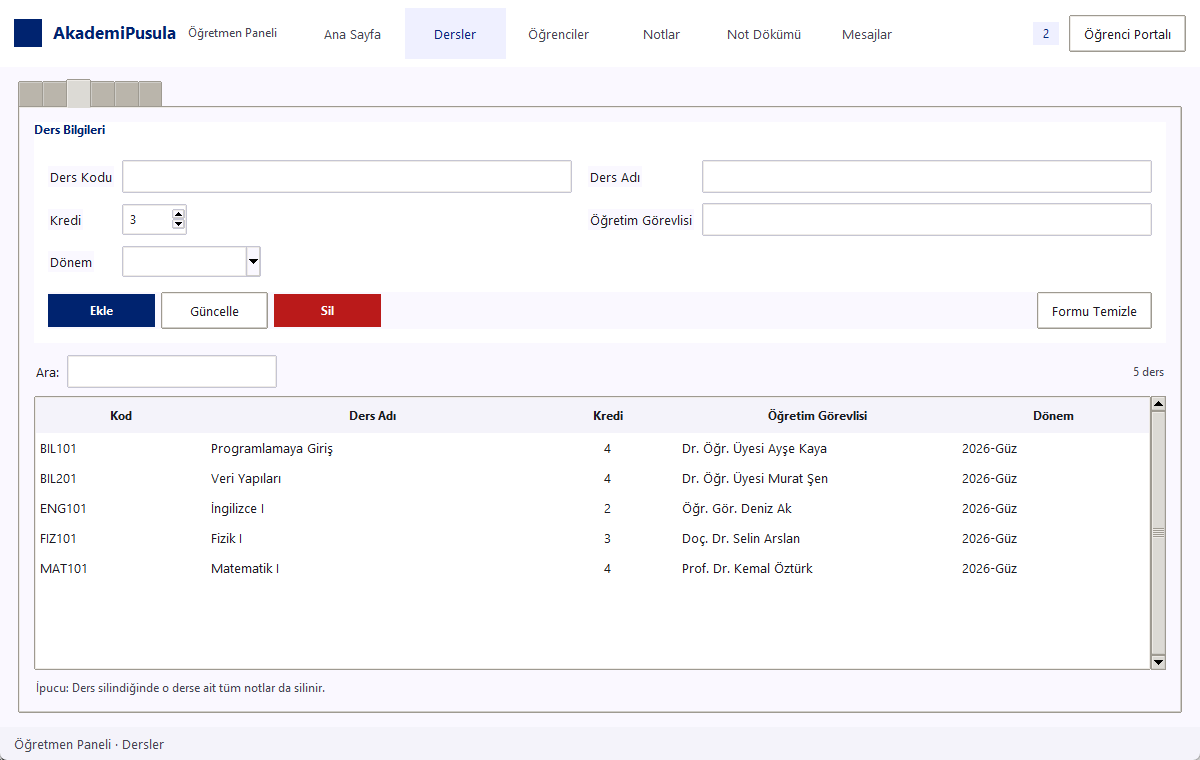 AkademiPusula Öğretmen Paneli Ana Sayfa Dersler Öğrenciler Notlar Not Dökümü Mesajlar 2 Öğrenci Portalı
Ders Bilgileri
Ders Kodu Ders Adı
Kredi 3 Öğretim Görevlisi
Dönem
Ekle Güncelle Sil Formu Temizle
Ara: 5 ders
Kod Ders Adı Kredi Öğretim Görevlisi Dönem
BIL101 Programlamaya Giriş 4 Dr. Öğr. Üyesi Ayşe Kaya 2026-Güz
BIL201 Veri Yapıları 4 Dr. Öğr. Üyesi Murat Şen 2026-Güz
ENG101 İngilizce I 2 Öğr. Gör. Deniz Ak 2026-Güz
FIZ101 Fizik I 3 Doç. Dr. Selin Arslan 2026-Güz
MAT101 Matematik I 4 Prof. Dr. Kemal Öztürk 2026-Güz
İpucu: Ders silindiğinde o derse ait tüm notlar da silinir.
Öğretmen Paneli · Dersler